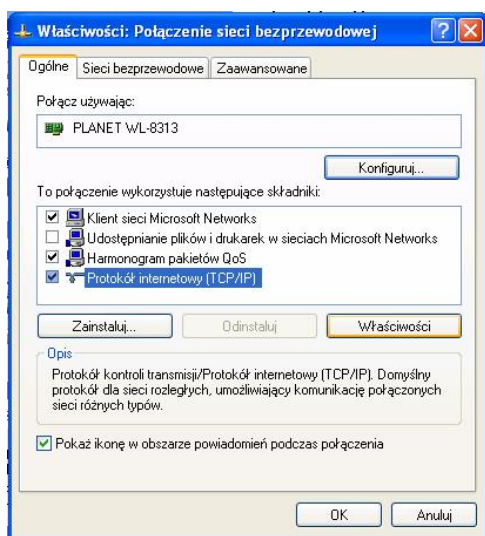 Właściwości: Połączenie sieci bezprzewodowej
Ogólne Sieci bezprzewodowe Zaawansowane
Połącz używając:
PLANET WL-8313
Konfiguruj...
To połączenie wykorzystuje następujące składniki:
Klient sieci Microsoft Networks
Udostępnianie plików i drukarek w sieciach Microsoft Networks
Harmonogram pakietów QoS
Protokół internetowy (TCP/IP)
Zainstaluj... Odinstaluj Właściwości
Opis
Protokół kontroli transmisji/Protokół internetowy (TCP/IP). Domyślny
protokół dla sieci rozległych, umożliwiający komunikację połączonych
sieci różnych typów.
Pokaż ikonę w obszarze powiadomień podczas połączenia
OK Anuluj